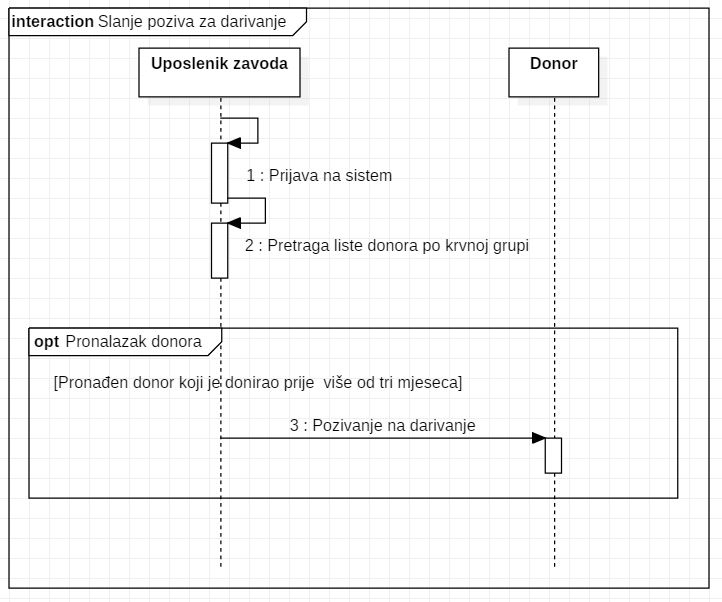 interaction Slanje poziva za darivanje
Uposlenik zavoda
Donor
1 : Prijava na sistem
2 : Pretraga liste donora po krvnoj grupi
opt Pronalazak donora
[Pronađen donor koji je donirao prije  više od tri mjeseca]
3 : Pozivanje na darivanje